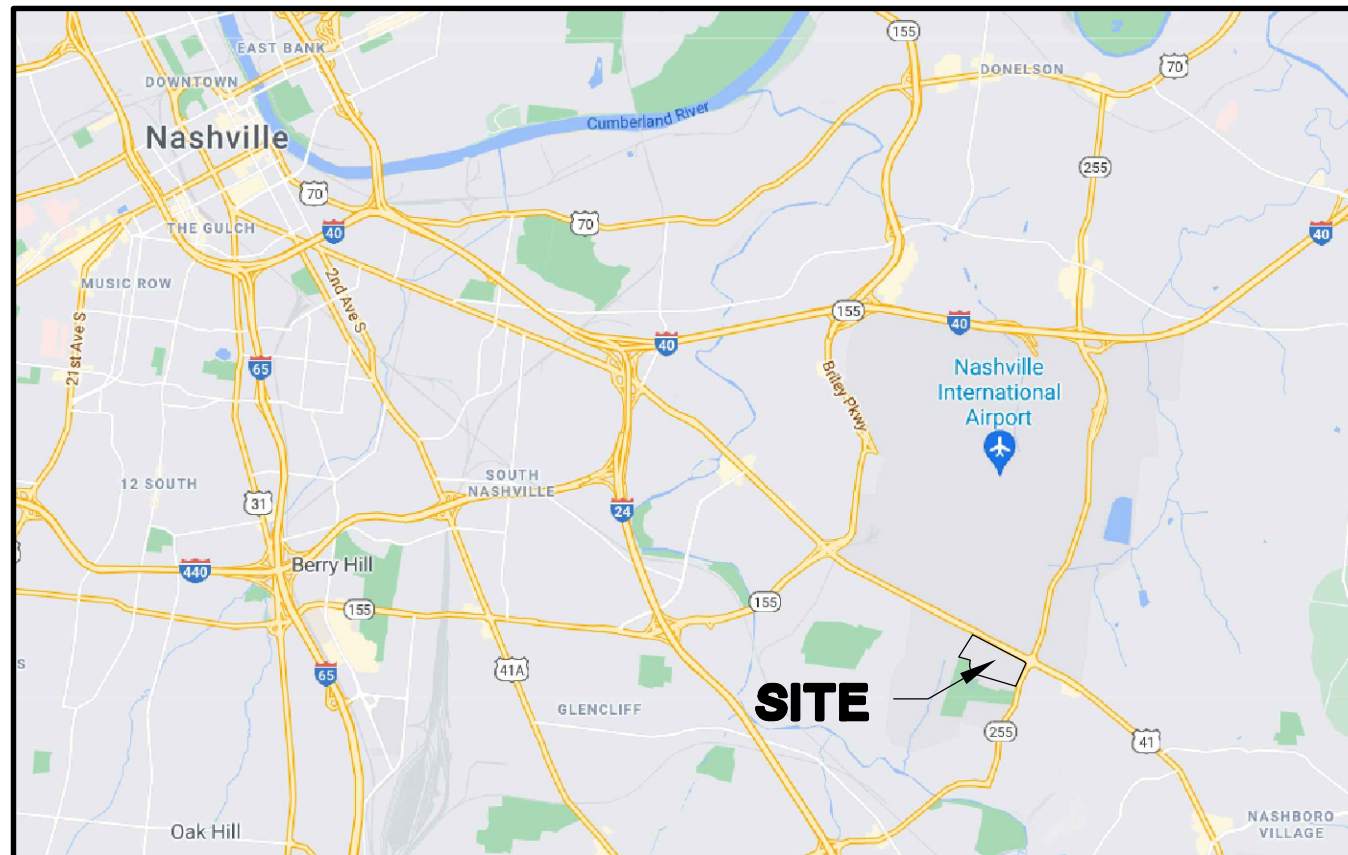 155
EAST BANK
70
DONELSON
DOWNTOWN
Cumberland River
Nashville
255
70
70
THE GULCH
40
40
MUSIC ROW
2nd Ave S
155
40
40
21st Ave S
65
Briley Pkwy
Nashville
International
Airport
12 SOUTH
SOUTH
NASHVILLE
31
24
Berry Hill
440
155
155
S
65
41A
SITE
GLENCLIFF
255
41
Oak Hill
NASHBORO
VILLAGE